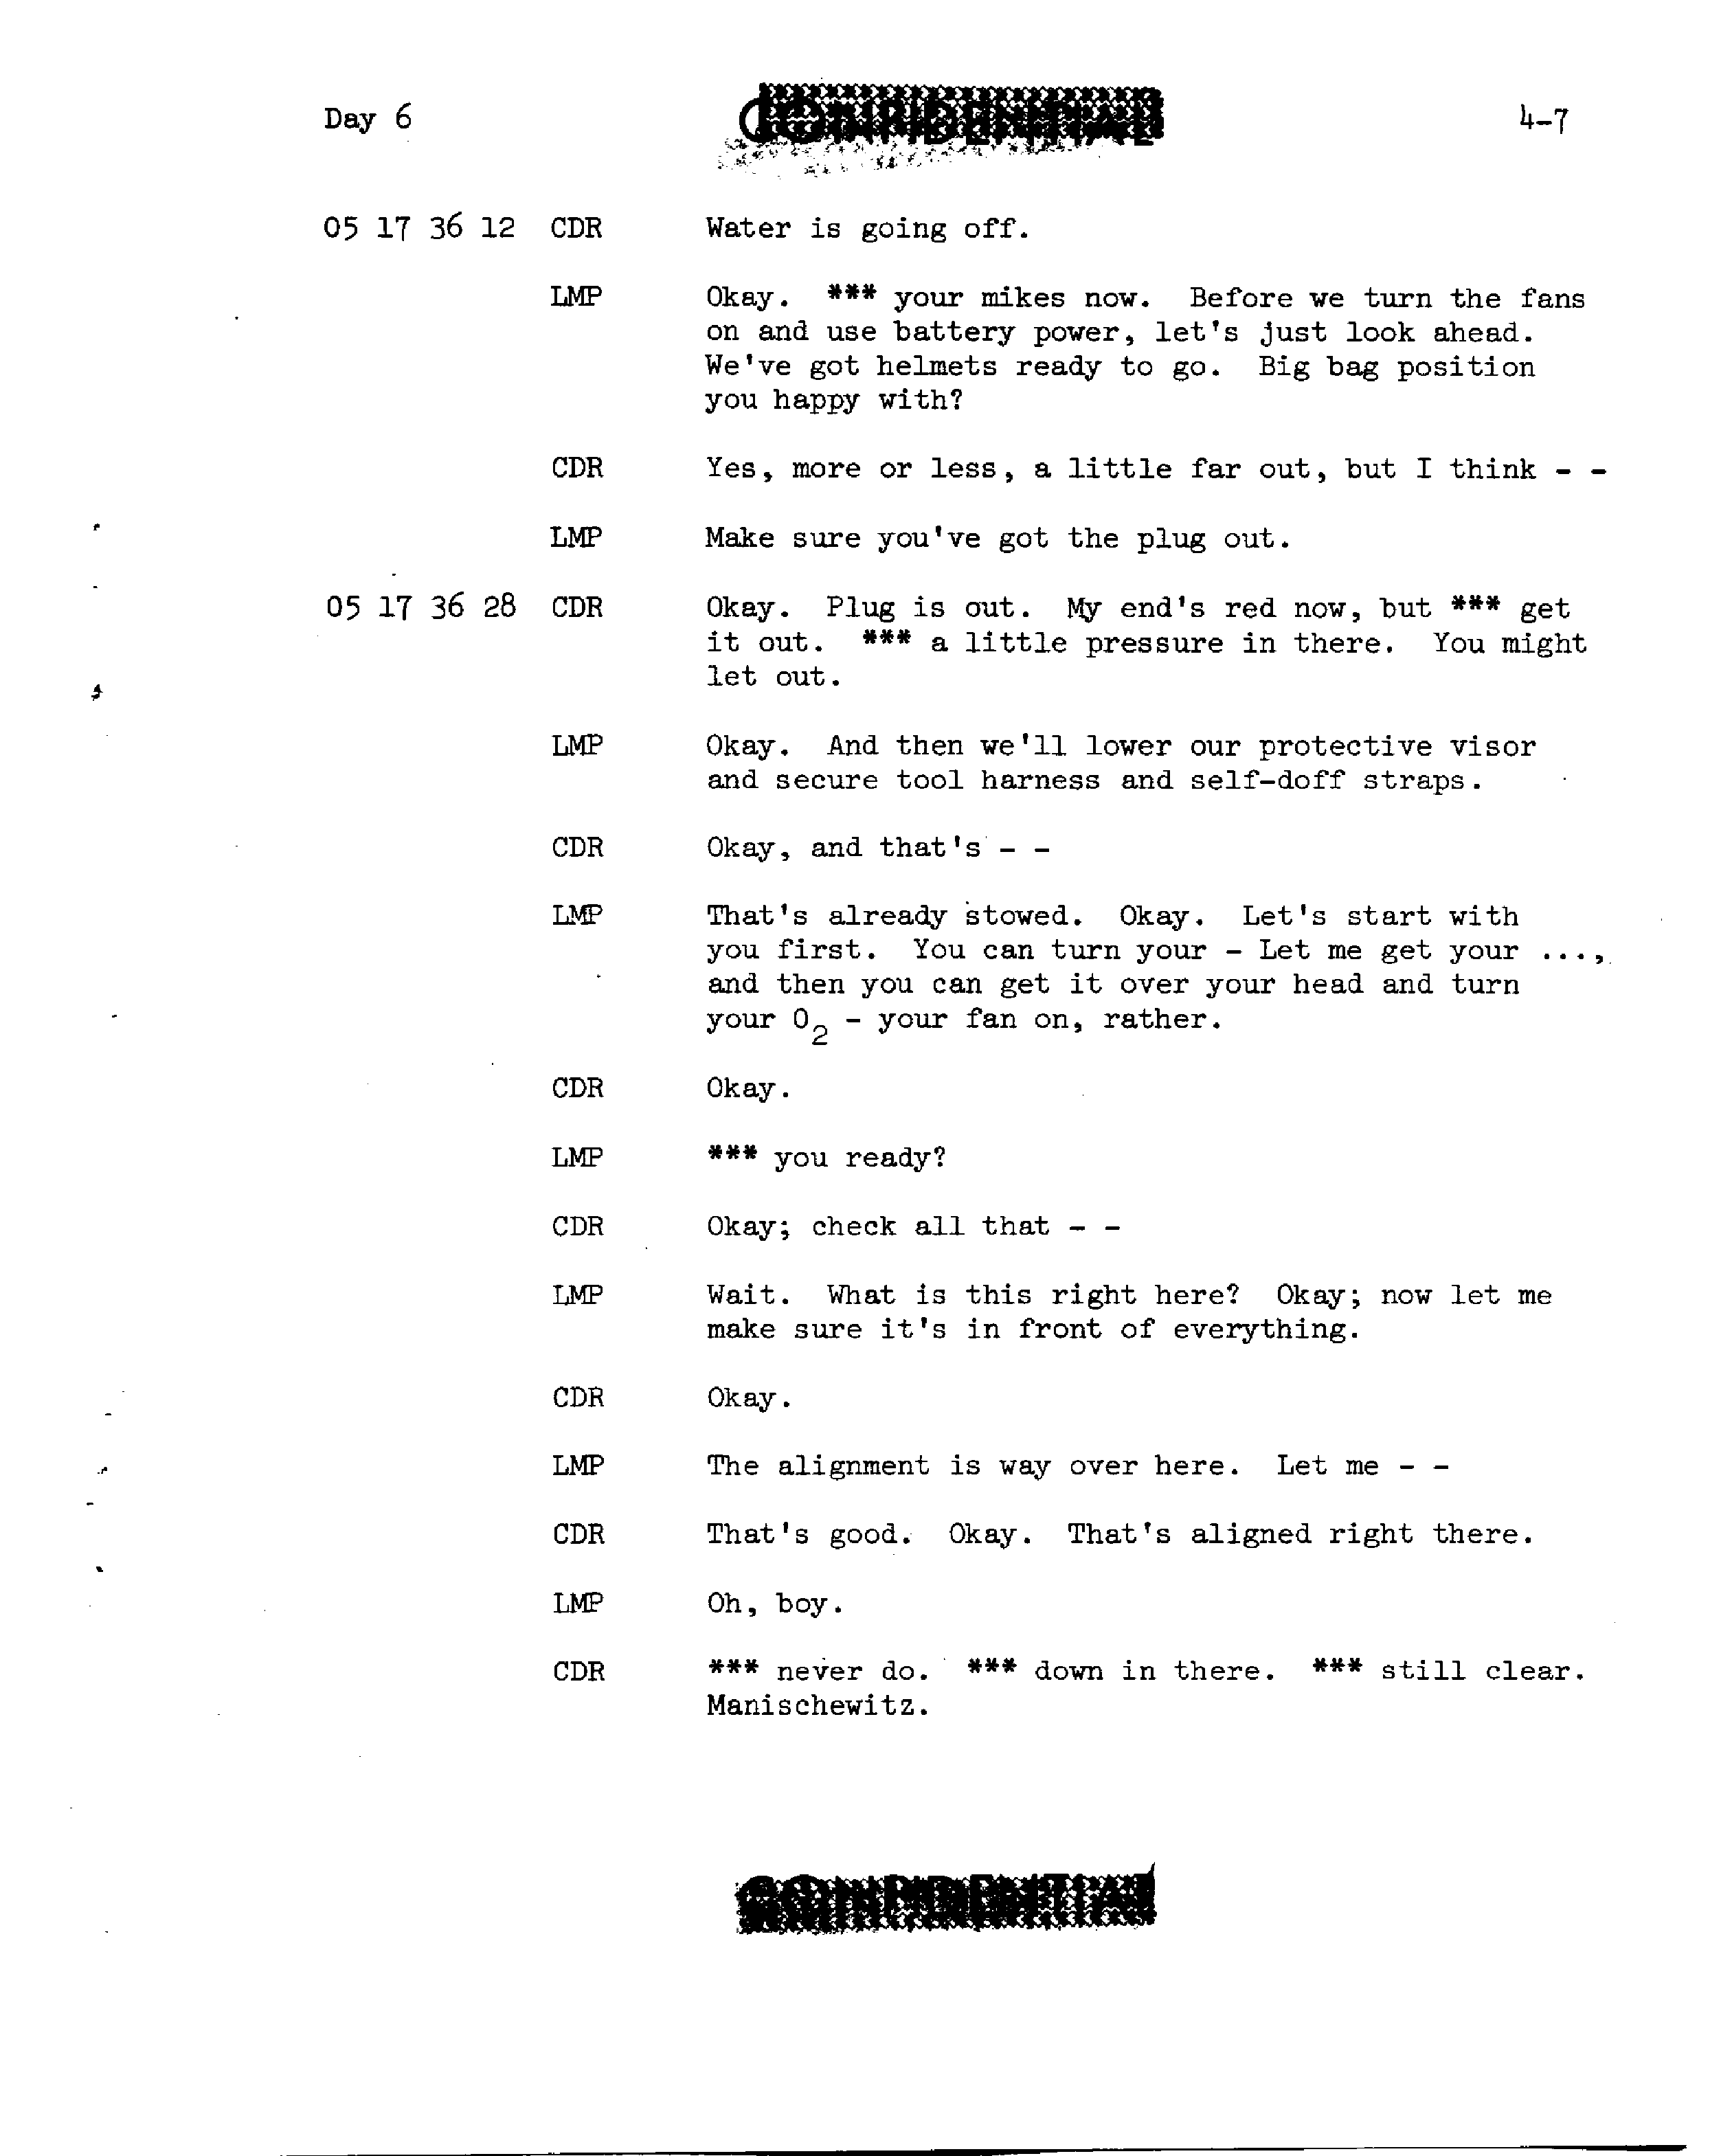 Day 6
CONFIDENTIAL
4-7
05 17 36 12 CDR Water is going off.
LMP Okay. *** your mikes now. Before we turn the fans
on and use battery power, let's just look ahead.
We've got helmets ready to go. Big bag position
you happy with?
CDR Yes, more or less, a little far out, but I think - -
LMP Make sure you've got the plug out.
05 17 36 28 CDR Okay. Plug is out. My end's red now, but *** get
it out. *** a little pressure in there. You might
let out.
LMP Okay. And then we'll lower our protective visor
and secure tool harness and self-doff straps.
CDR Okay, and that's - -
LMP That's already stowed. Okay. Let's start with
you first. You can turn your - Let me get your ...,
and then you can get it over your head and turn
your O2 - your fan on, rather.
CDR Okay.
LMP *** you ready?
CDR Okay; check all that - -
LMP Wait. What is this right here? Okay; now let me
make sure it's in front of everything.
CDR Okay.
LMP The alignment is way over here. Let me - -
CDR That's good. Okay. That's aligned right there.
LMP Oh, boy.
CDR *** never do. *** down in there. *** still clear.
Manischewitz.
CONFIDENTIAL